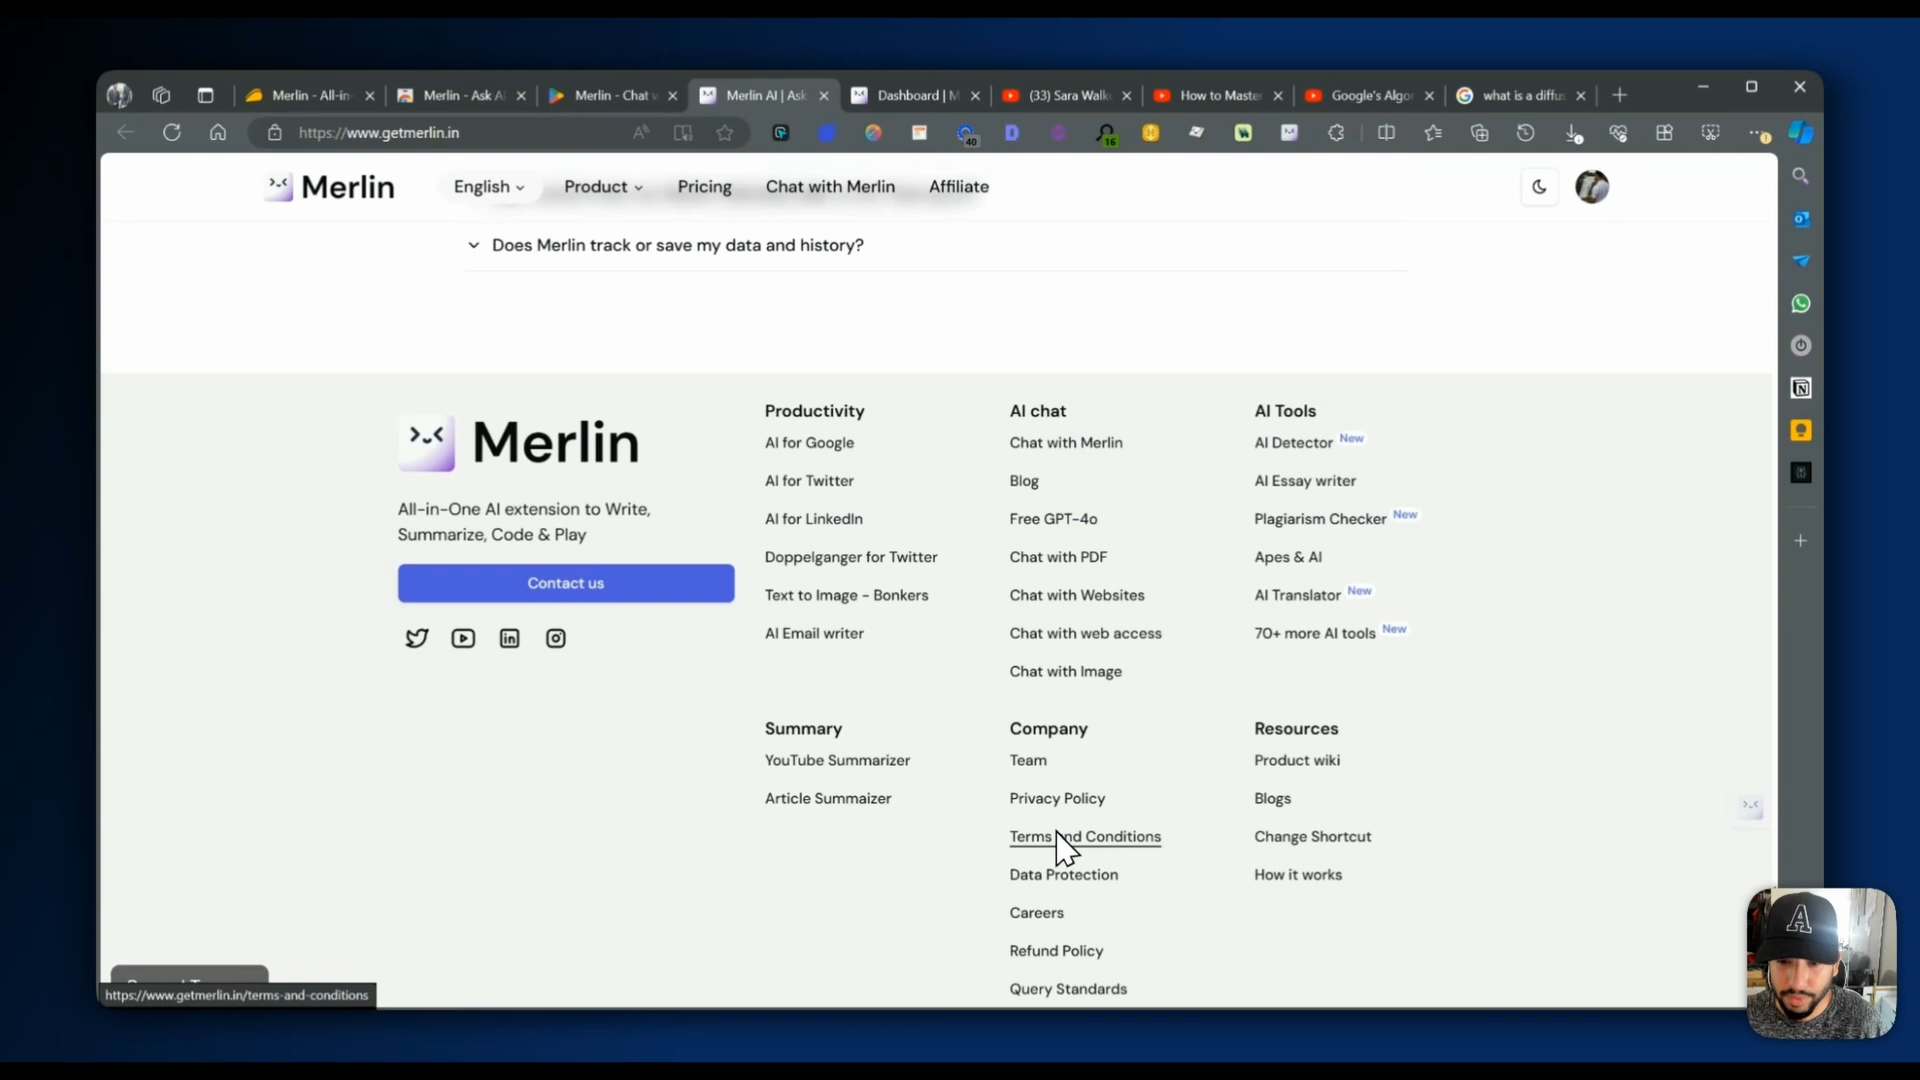 Merlin - All-in-
Merlin - Ask AI
Merlin - Chat w
Merlin AI | Ask
Dashboard | M
(33) Sara Walke
How to Master
Google's Algor
what is a diffus
https://www.getmerlin.in
40
16
Merlin
English
Product
Pricing
Chat with Merlin
Affiliate
Does Merlin track or save my data and history?
Merlin
All-in-One AI extension to Write,
Summarize, Code & Play
Contact us
Productivity
AI for Google
AI for Twitter
AI for LinkedIn
Doppelganger for Twitter
Text to Image - Bonkers
AI Email writer
AI chat
Chat with Merlin
Blog
Free GPT-4o
Chat with PDF
Chat with Websites
Chat with web access
Chat with Image
AI Tools
AI Detector New
AI Essay writer
Plagiarism Checker New
Apes & AI
AI Translator New
70+ more AI tools New
Summary
YouTube Summarizer
Article Summaizer
Company
Team
Privacy Policy
Terms and Conditions
Data Protection
Careers
Refund Policy
Query Standards
Resources
Product wiki
Blogs
Change Shortcut
How it works
https://www.getmerlin.in/terms-and-conditions
A